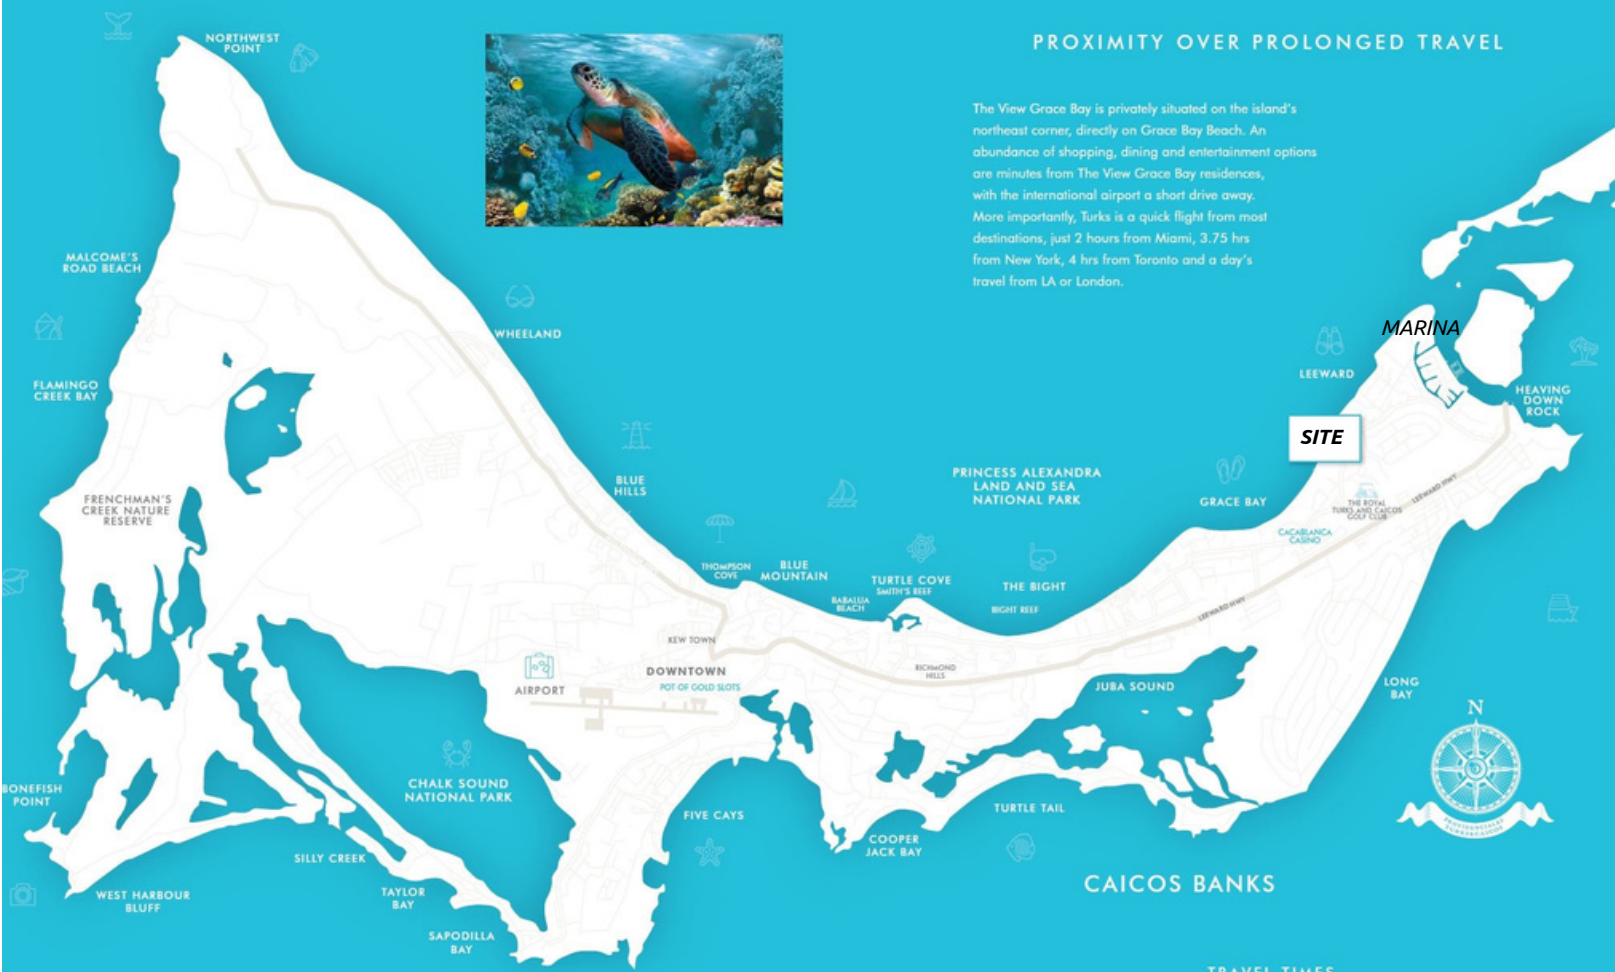 NORTHWEST
POINT
PROXIMITY OVER PROLONGED TRAVEL
The View Grace Bay is privately situated on the island's
northeast corner, directly on Grace Bay Beach. An
abundance of shopping, dining and entertainment options
are minutes from The View Grace Bay residences,
with the international airport a short drive away.
More importantly, Turks is a quick flight from most
destinations, just 2 hours from Miami, 3.75 hrs
from New York, 4 hrs from Toronto and a day's
travel from LA or London.
MALCOME'S
ROAD BEACH
WHEELAND
MARINA
LEEWARD
FLAMINGO
CREEK BAY
HEAVING
DOWN
ROCK
SITE
PRINCESS ALEXANDRA
LAND AND SEA
NATIONAL PARK
BLUE
HILLS
GRACE BAY
LEEWARD HWY
THE ROYAL
TURKS AND CAICOS
GOLF CLUB
FRENCHMAN'S
CREEK NATURE
RESERVE
CACABLANCA
CASINO
THOMPSON
COVE
BLUE
MOUNTAIN
TURTLE COVE
SMITH'S REEF
THE BIGHT
BABALUA
BEACH
BIGHT REEF
LEEWARD HWY
KEW TOWN
DOWNTOWN
POT OF GOLD SLOTS
RICHMOND
HILLS
AIRPORT
JUBA SOUND
LONG
BAY
N
CHALK SOUND
NATIONAL PARK
BONEFISH
POINT
FIVE CAYS
TURTLE TAIL
COOPER
JACK BAY
PROVIDENCIALES
TURKS & CAICOS
SILLY CREEK
CAICOS BANKS
WEST HARBOUR
BLUFF
TAYLOR
BAY
SAPODILLA
BAY
TRAVEL TIMES